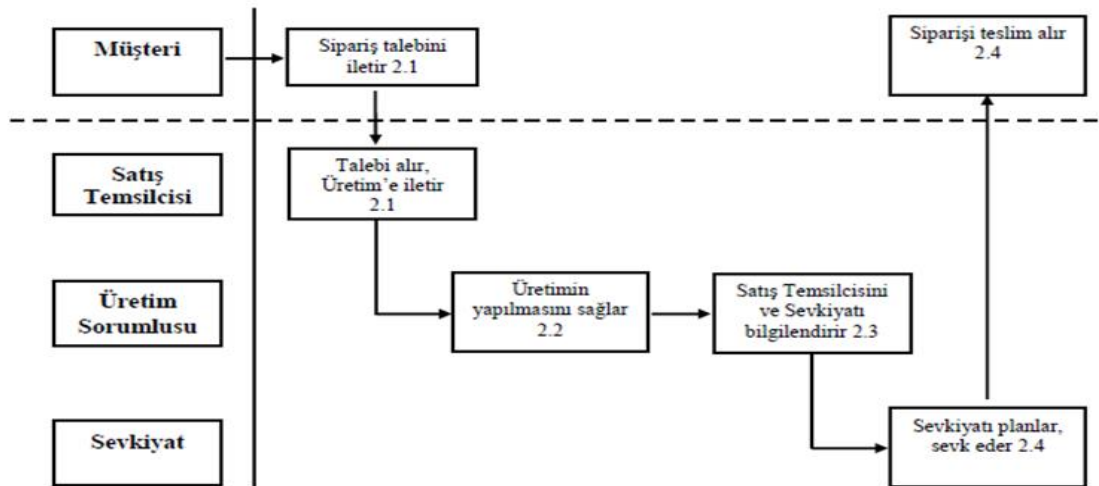 Müşteri
Sipariş talebini
iletir 2.1
Siparişi teslim alır
2.4
Satış
Temsilcisi
Talebi alır,
Üretim'e iletir
2.1
Üretim
Sorumlusu
Üretimin
yapılmasını sağlar
2.2
Satış Temsilcisini
ve Sevkiyatı
bilgilendirir 2.3
Sevkiyat
Sevkiyatı planlar,
sevk eder 2.4